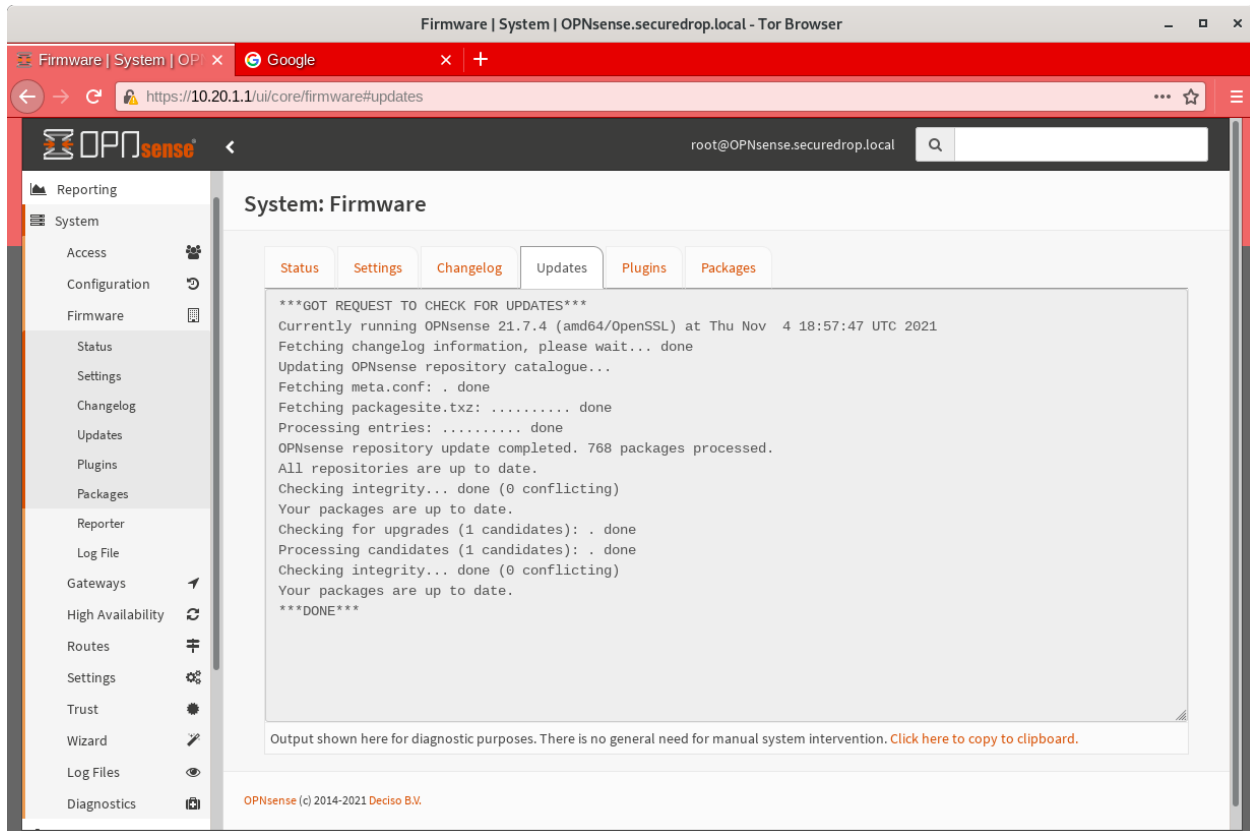 Firmware | System | OPNsense.securedrop.local - Tor Browser
Firmware | System | OP
Google
https://10.20.1.1/ui/core/firmware#updates
OPNsense
root@OPNsense.securedrop.local
Reporting
System
Access
Configuration
Firmware
Status
Settings
Changelog
Updates
Plugins
Packages
Reporter
Log File
Gateways
High Availability
Routes
Settings
Trust
Wizard
Log Files
Diagnostics
System: Firmware
Status Settings Changelog Updates Plugins Packages
***GOT REQUEST TO CHECK FOR UPDATES***
Currently running OPNsense 21.7.4 (amd64/OpenSSL) at Thu Nov  4 18:57:47 UTC 2021
Fetching changelog information, please wait... done
Updating OPNsense repository catalogue...
Fetching meta.conf: . done
Fetching packagesite.txz: .......... done
Processing entries: .......... done
OPNsense repository update completed. 768 packages processed.
All repositories are up to date.
Checking integrity... done (0 conflicting)
Your packages are up to date.
Checking for upgrades (1 candidates): . done
Processing candidates (1 candidates): . done
Checking integrity... done (0 conflicting)
Your packages are up to date.
***DONE***
Output shown here for diagnostic purposes. There is no general need for manual system intervention. Click here to copy to clipboard.
OPNsense (c) 2014-2021 Deciso B.V.